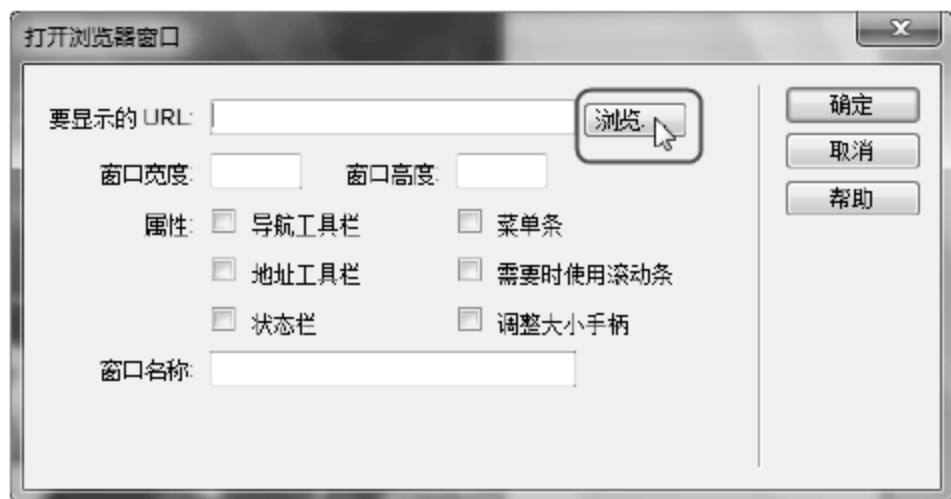 打开浏览器窗口
要显示的 URL: 浏览... 确定
取消
窗口宽度: 窗口高度: 帮助
属性: 导航工具栏 菜单条
地址工具栏 需要时使用滚动条
状态栏 调整大小手柄
窗口名称: